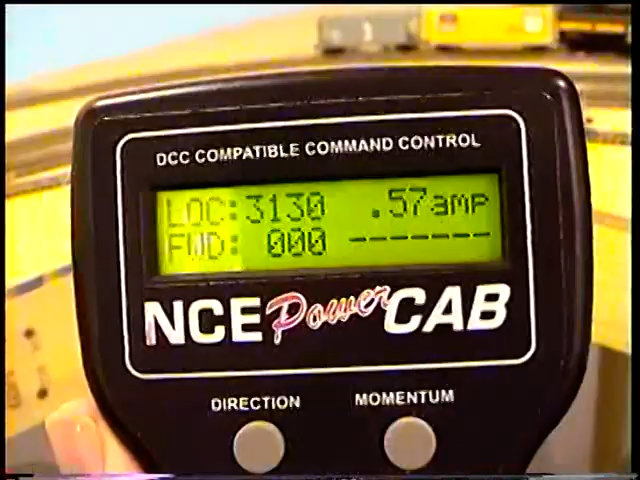 DCC COMPATIBLE COMMAND CONTROL
LOC:3130 .57amp
FWD: 000 -------
NCE Power CAB
DIRECTION MOMENTUM